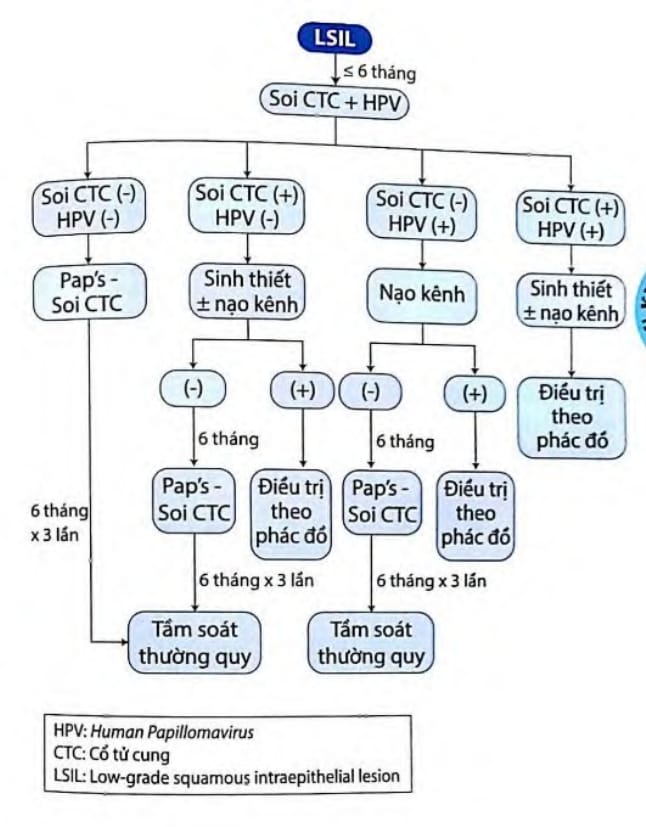 LSIL
≤ 6 tháng
Soi CTC + HPV
Soi CTC (-)
HPV (-)
Soi CTC (+)
HPV (-)
Soi CTC (-)
HPV (+)
Soi CTC (+)
HPV (+)
Pap's -
Soi CTC
Sinh thiết
± nạo kênh
Nạo kênh
Sinh thiết
± nạo kênh
(-)
(+)
(-)
(+)
Điều trị
theo
phác đồ
6 tháng
6 tháng
Pap's -
Soi CTC
Điều trị
theo
phác đồ
Pap's -
Soi CTC
Điều trị
theo
phác đồ
6 tháng
x 3 lần
6 tháng x 3 lần
6 tháng x 3 lần
Tầm soát
thường quy
Tầm soát
thường quy
HPV: Human Papillomavirus
CTC: Cổ tử cung
LSIL: Low-grade squamous intraepithelial lesion